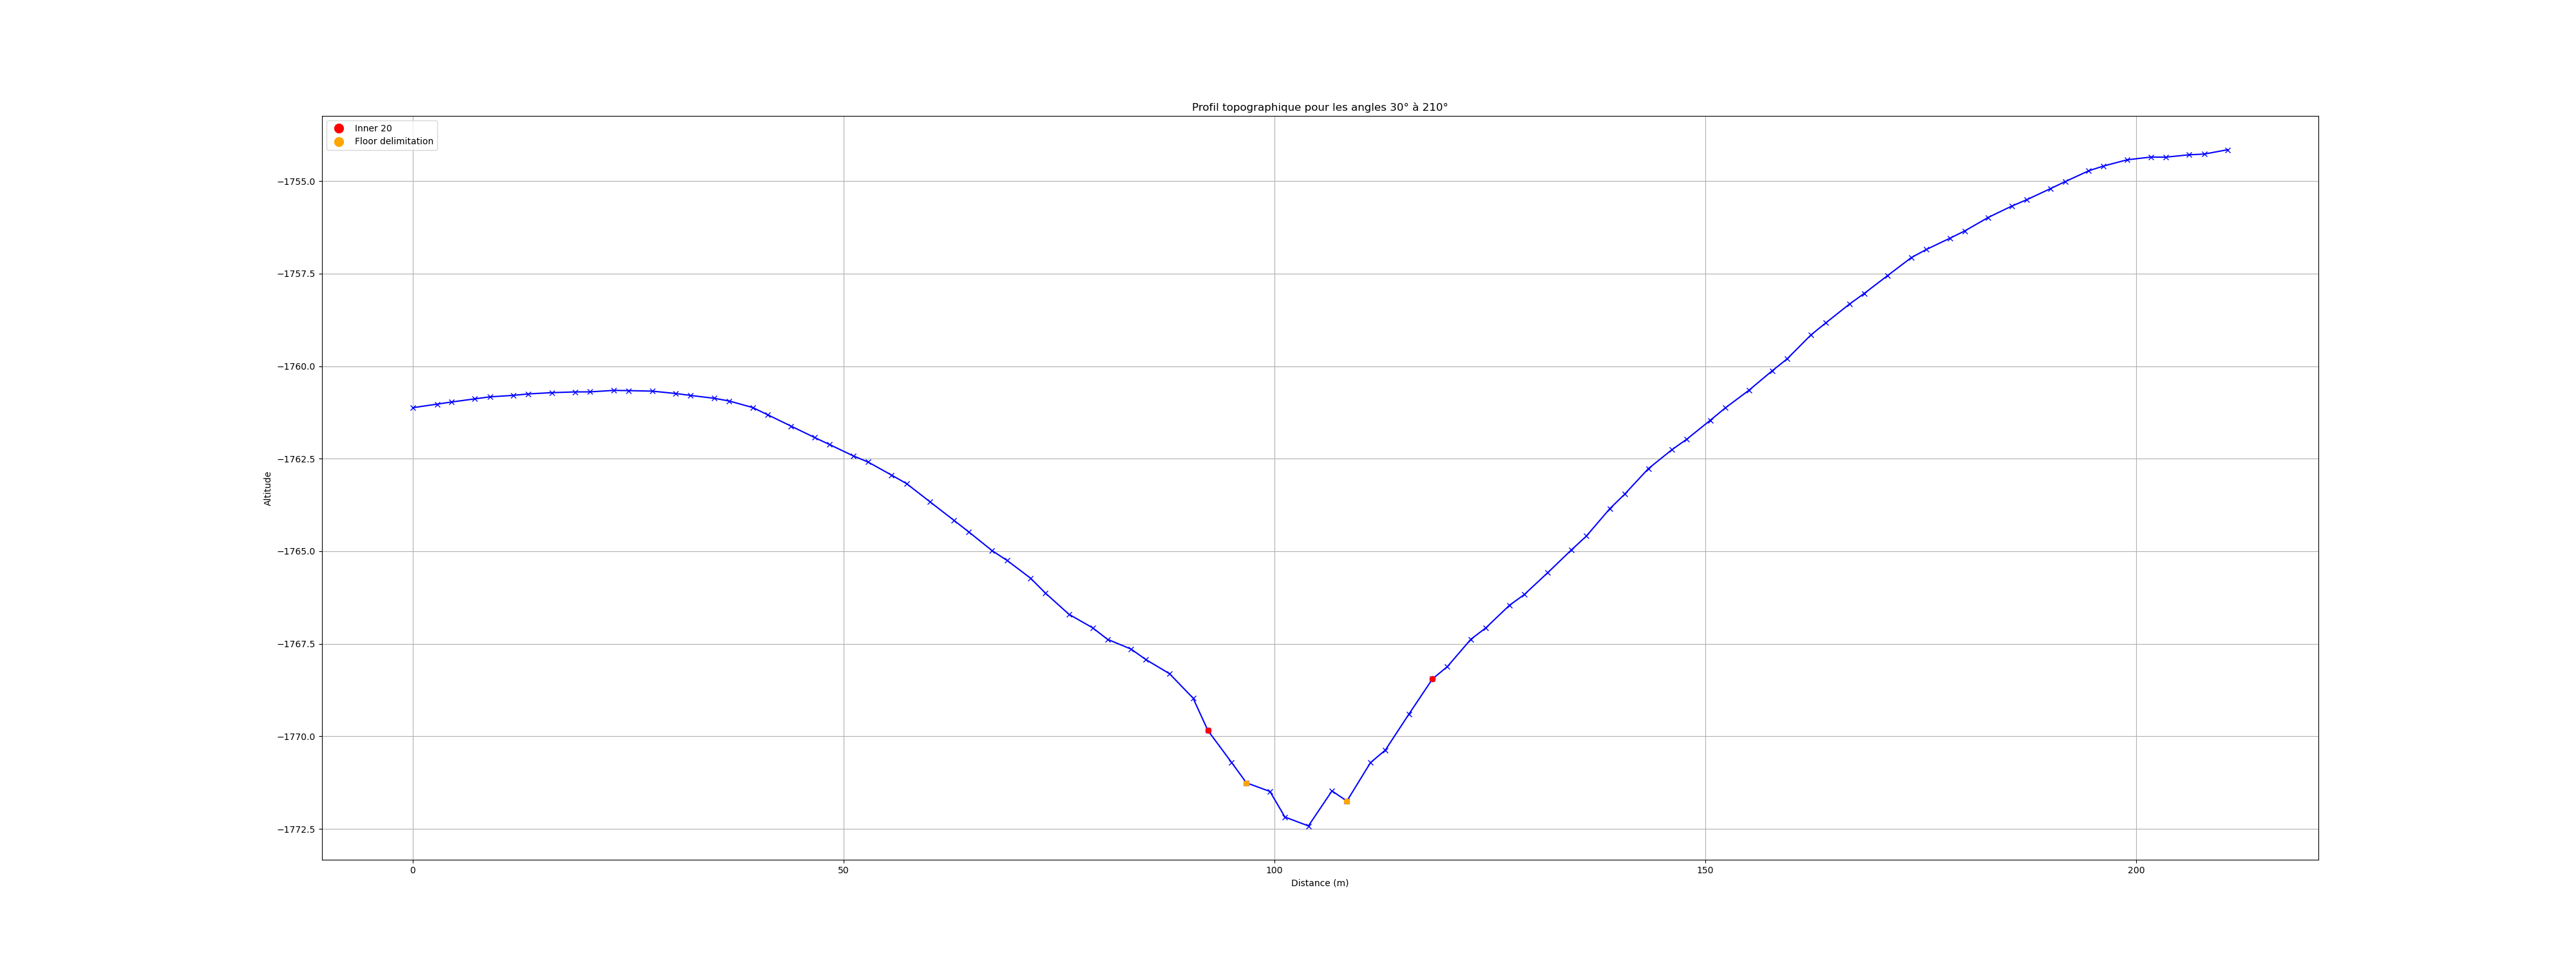 Profil topographique pour les angles 30° à 210°
Inner 20
Floor delimitation
−1755.0
−1757.5
−1760.0
−1762.5
−1765.0
−1767.5
−1770.0
−1772.5
Altitude
0 50 100 150 200
Distance (m)